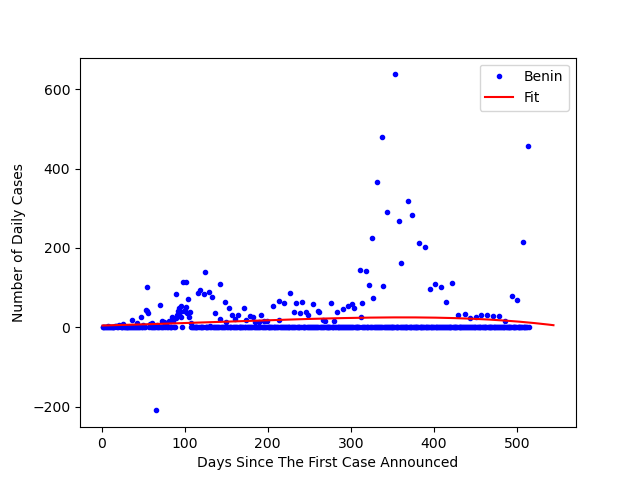 Benin
Fit
600
400
200
0
−200
0 100 200 300 400 500
Number of Daily Cases
Days Since The First Case Announced